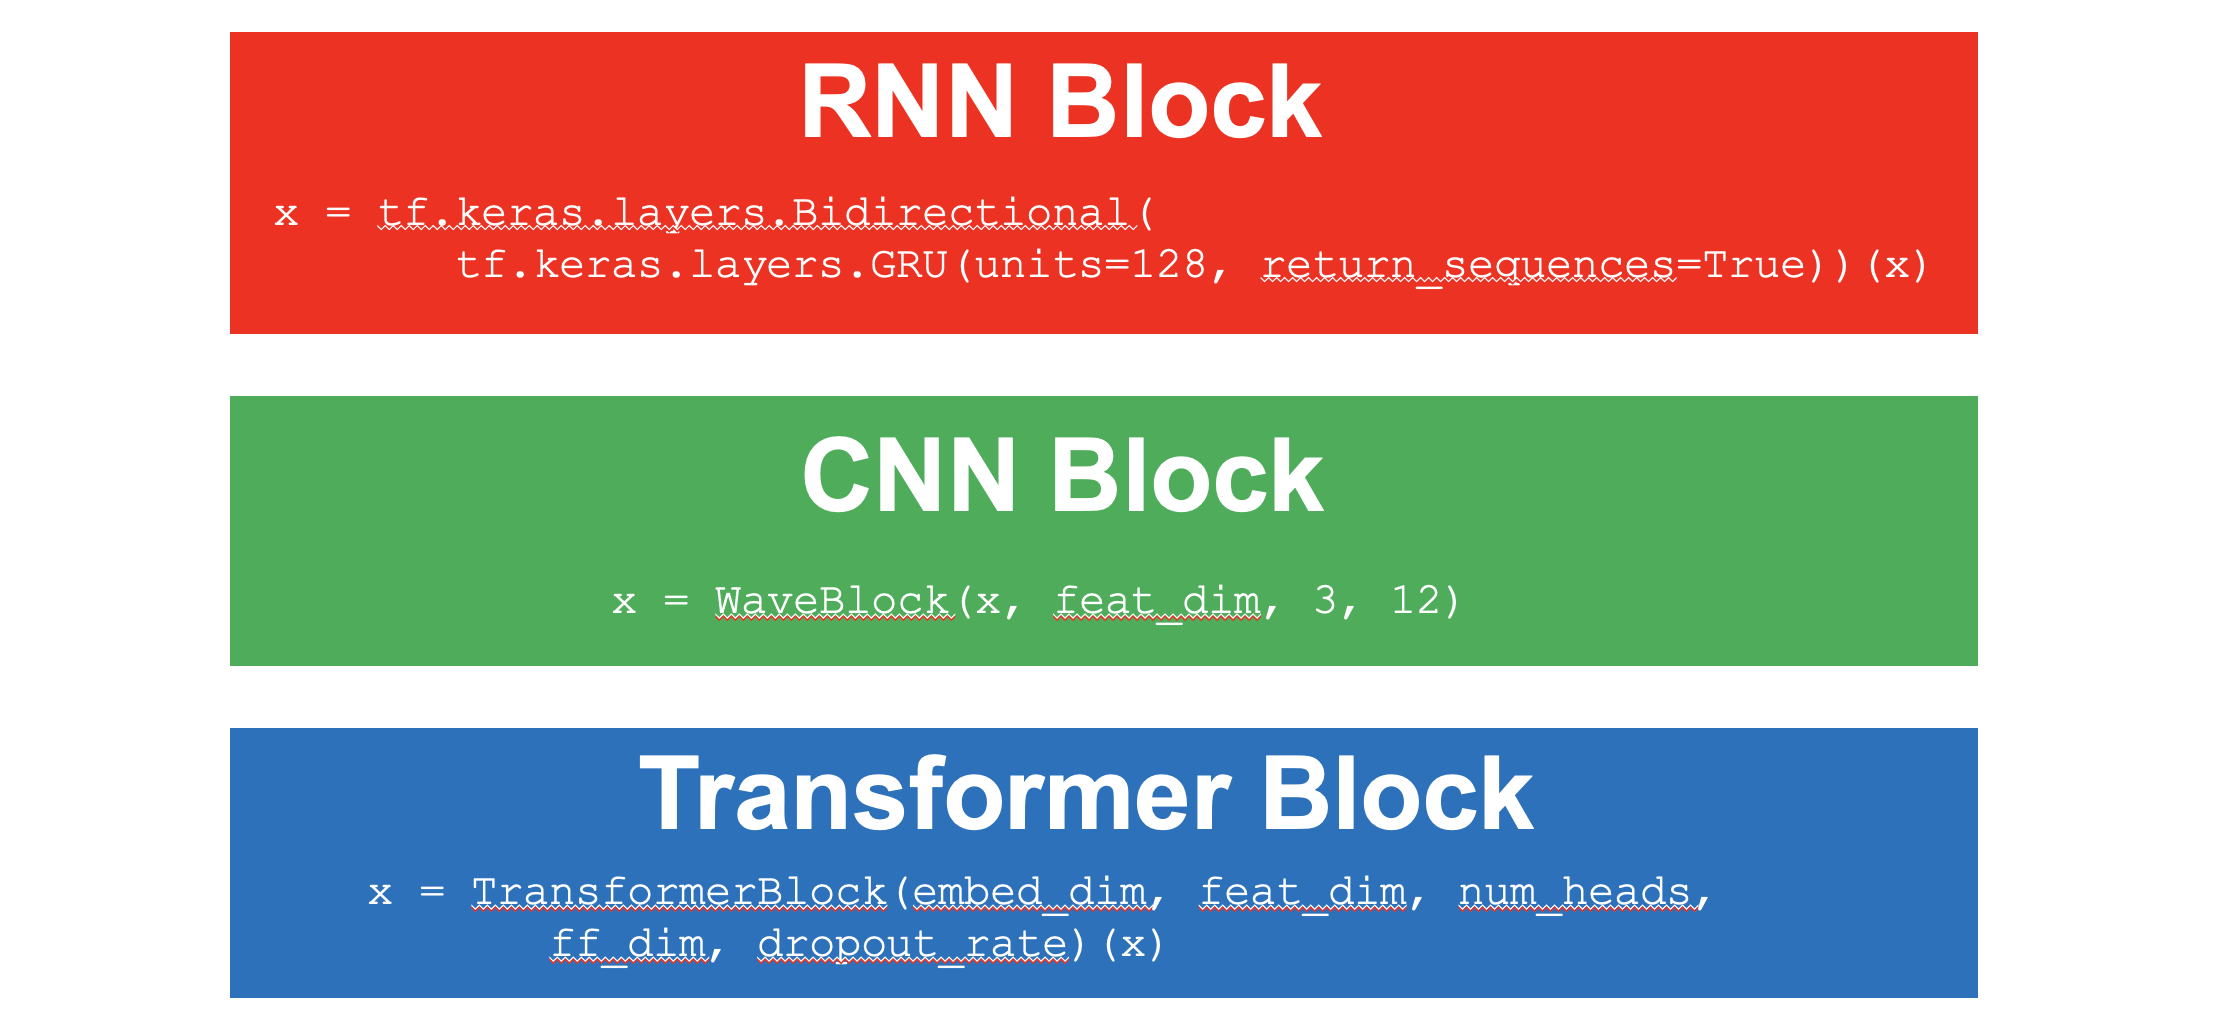 RNN Block
x = tf.keras.layers.Bidirectional(
tf.keras.layers.GRU(units=128, return_sequences=True))(x)
CNN Block
x = WaveBlock(x, feat_dim, 3, 12)
Transformer Block
x = TransformerBlock(embed_dim, feat_dim, num_heads,
ff_dim, dropout_rate)(x)